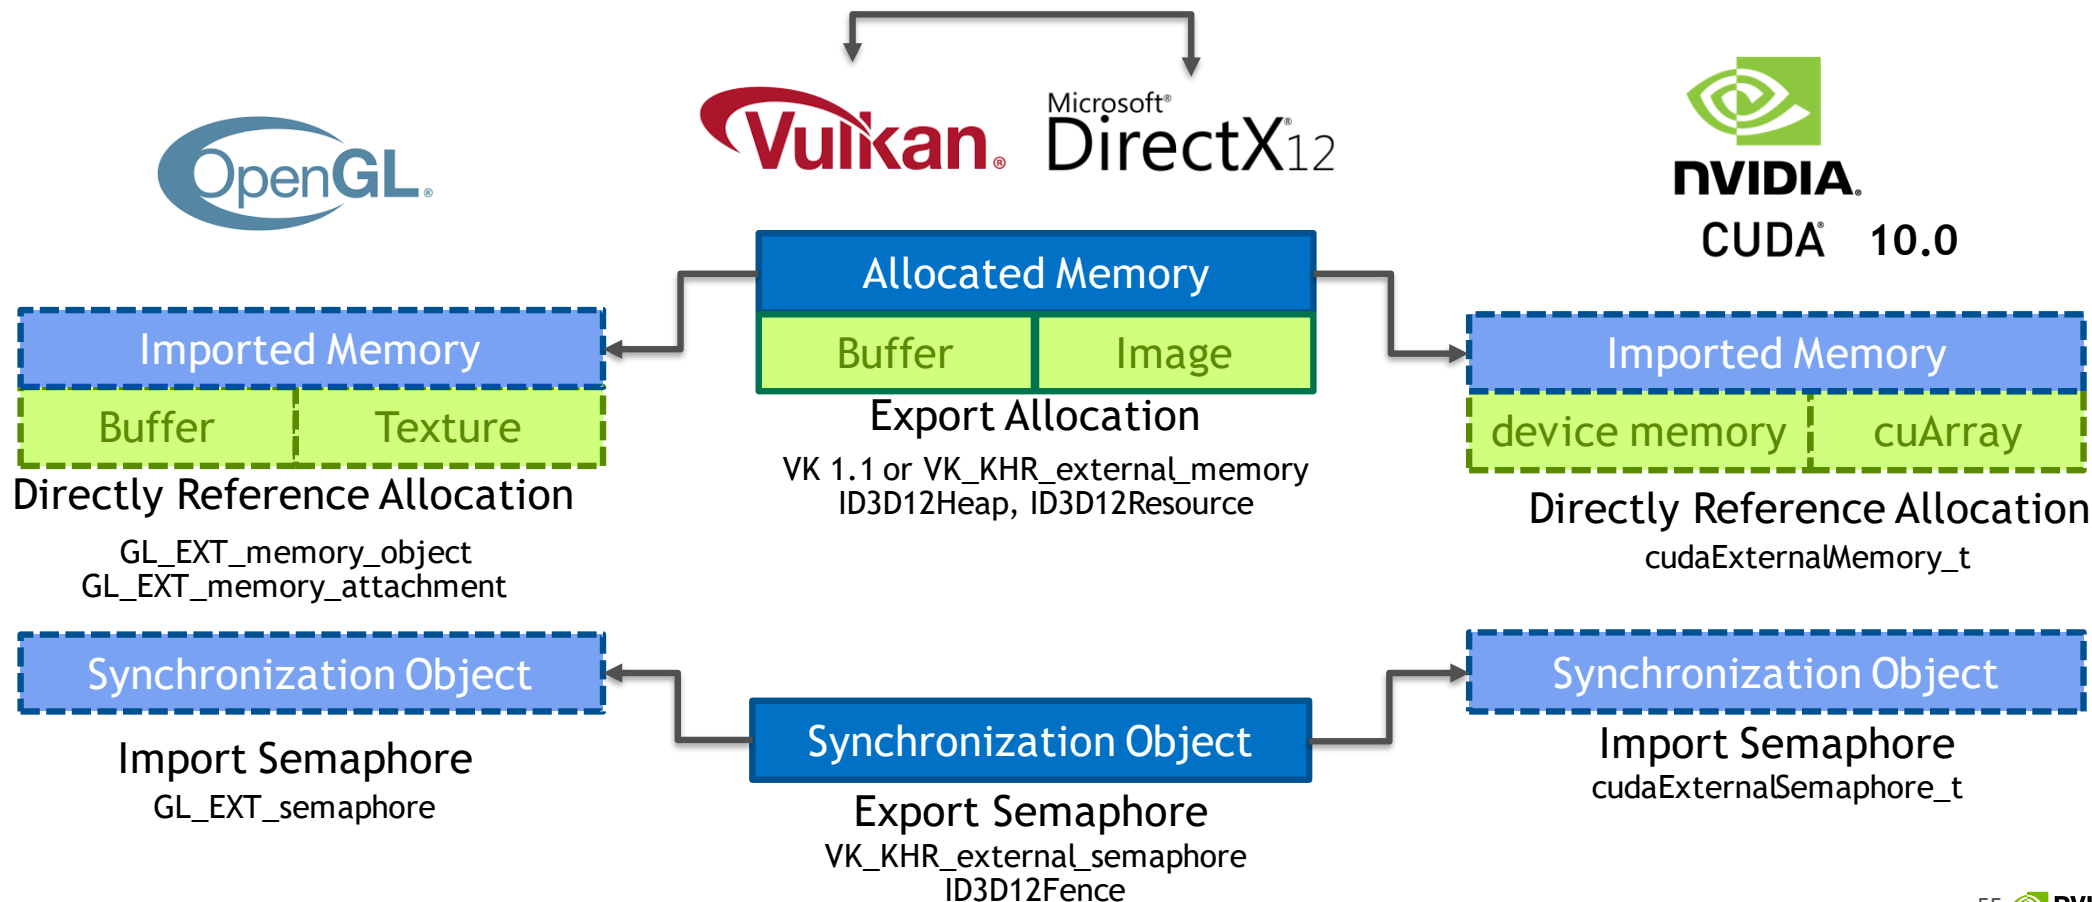 Microsoft®
Vulkan®
DirectX®12
OpenGL®
NVIDIA®
CUDA® 10.0
Allocated Memory
Buffer
Image
Export Allocation
VK 1.1 or VK_KHR_external_memory
ID3D12Heap, ID3D12Resource
Imported Memory
Buffer
Texture
Directly Reference Allocation
GL_EXT_memory_object
GL_EXT_memory_attachment
Imported Memory
device memory
cuArray
Directly Reference Allocation
cudaExternalMemory_t
Synchronization Object
Import Semaphore
GL_EXT_semaphore
Synchronization Object
Export Semaphore
VK_KHR_external_semaphore
ID3D12Fence
Synchronization Object
Import Semaphore
cudaExternalSemaphore_t